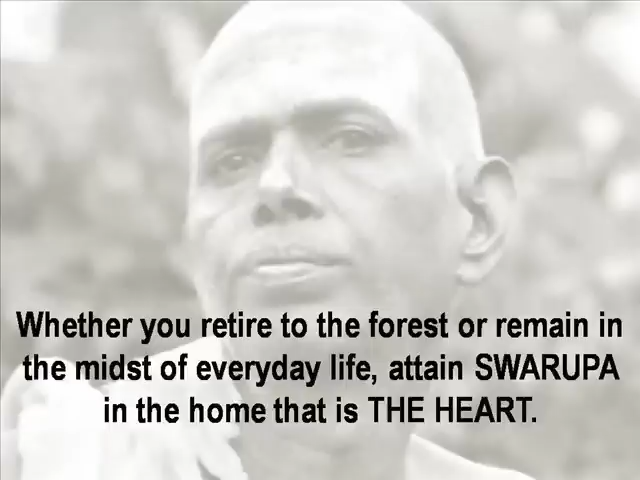 Whether you retire to the forest or remain in
the midst of everyday life, attain SWARUPA
in the home that is THE HEART.